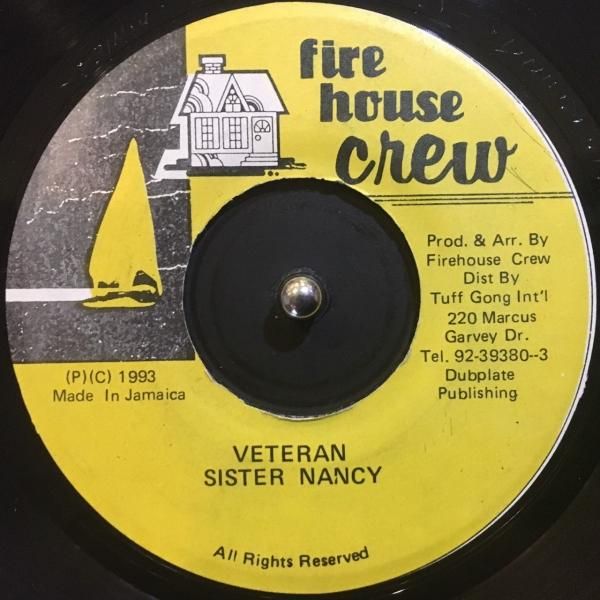 fire
house
crew
Prod. & Arr. By
Firehouse Crew
Dist By
Tuff Gong Int'l
220 Marcus
Garvey Dr.
Tel. 92-39380--3
Dubplate
Publishing
(P)(C) 1993
Made In Jamaica
VETERAN
SISTER NANCY
All Rights Reserved